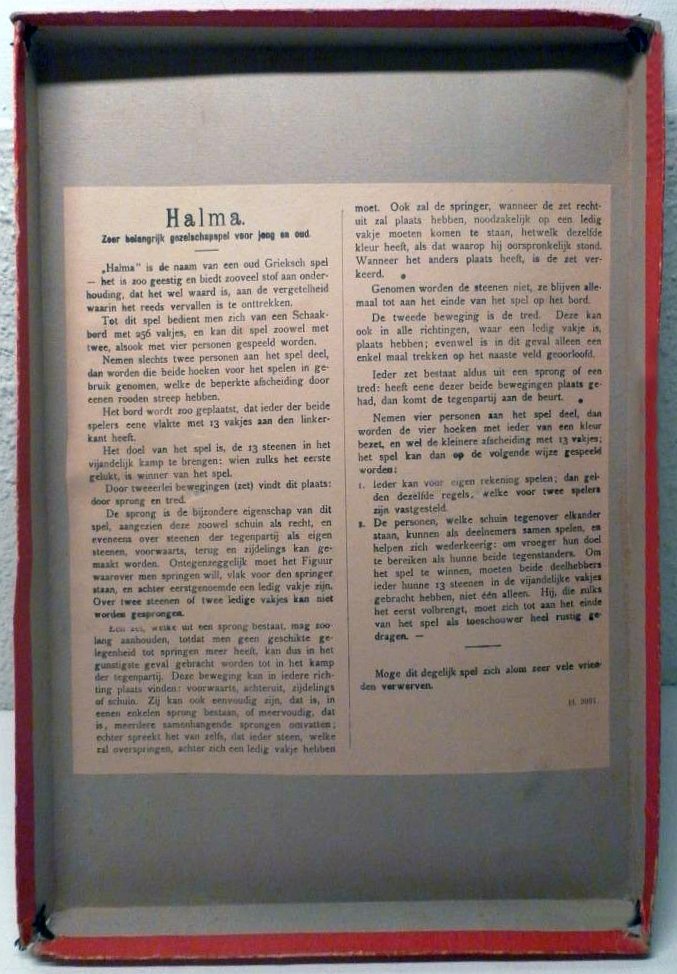 Halma.
Zeer belangrijk gezelschapspel voor jong en oud.
„Halma" is de naam van een oud Grieksch spel
— het is zoo geestig en biedt zooveel stof aan onder-
houding, dat het wel waard is, aan de vergetelheid
waarin het reeds vervallen is te onttrekken.
Tot dit spel bedient men zich van een Schaak-
bord met 256 vakjes, en kan dit spel zoowel met
twee, alsook met vier personen gespeeld worden.
Nemen slechts twee personen aan het spel deel,
dan worden die beide hoeken voor het spelen in ge-
bruik genomen, welke de beperkte afscheiding door
eenen rooden streep hebben.
Het bord wordt zoo geplaatst, dat ieder der beide
spelers eene vlakte met 13 vakjes aan den linker-
kant heeft.
Het doel van het spel is, de 13 steenen in het
vijandelijk kamp te brengen: wien zulks het eerste
gelukt, is winner van het spel.
Door tweeerlei bewegingen (zet) vindt dit plaats:
door sprong en tred.
De sprong is de bijzondere eigenschap van dit
spel, aangezien deze zoowel schuin als recht, en
eveneens over steenen der tegenpartij als eigen
steenen, voorwaarts, terug en zijdelings kan ge-
maakt worden. Ontegenzeggelijk moet het Figuur
waarover men springen wil, vlak voor den springer
staan, en achter eerstgenoemde een ledig vakje zijn.
Over twee steenen of twee ledige vakjes kan niet
worden gesprongen.
Een zet, welke uit een sprong bestaat, mag zoo
lang aanhouden, totdat men geen geschikte ge-
legenheid tot springen meer heeft, kan dus in het
gunstigste geval gebracht worden tot in het kamp
der tegenpartij. Deze beweging kan in iedere rich-
ting plaats vinden: voorwaarts, achteruit, zijdelings
of schuin. Zij kan ook eenvoudig zijn, dat is, in
eenen enkelen sprong bestaan, of meervoudig, dat
is, meerdere samenhangende sprongen omvatten;
echter spreekt het van zelfs, dat ieder steen, welke
zal overspringen, achter zich een ledig vakje hebben
moet. Ook zal de springer, wanneer de zet recht-
uit zal plaats hebben, noodzakelijk op een ledig
vakje moeten komen te staan, hetwelk dezelfde
kleur heeft, als dat waarop hij oorspronkelijk stond.
Wanneer het anders plaats heeft, is de zet ver-
keerd.
Genomen worden de steenen niet, ze blijven alle-
maal tot aan het einde van het spel op het bord.
De tweede beweging is de tred. Deze kan
ook in alle richtingen, waar een ledig vakje is,
plaats hebben; evenwel is in dit geval alleen een
enkel maal trekken op het naaste veld geoorloofd.
Ieder zet bestaat aldus uit een sprong of een
tred: heeft eene dezer beide bewegingen plaats ge-
had, dan komt de tegenpartij aan de beurt.
Nemen vier personen aan het spel deel, dan
worden de vier hoeken met ieder van een kleur
bezet, en wel de kleinere afscheiding met 13 vakjes;
het spel kan dan op de volgende wijze gespeeld
worden:
1. Ieder kan voor eigen rekening spelen; dan gel-
den dezelfde regels, welke voor twee spelers
zijn vastgesteld.
2. De personen, welke schuin tegenover elkander
staan, kunnen als deelnemers samen spelen, en
helpen zich wederkeerig: om vroeger hun doel
te bereiken als hunne beide tegenstanders. Om
het spel te winnen, moeten beide deelhebbers
ieder hunne 13 steenen in de vijandelijke vakjes
gebracht hebben, niet één alleen. Hij, die zulks
het eerst volbrengt, moet zich tot aan het einde
van het spel als toeschouwer heel rustig ge-
dragen. —
Moge dit degelijk spel zich alom zeer vele vrien-
den verwerven.